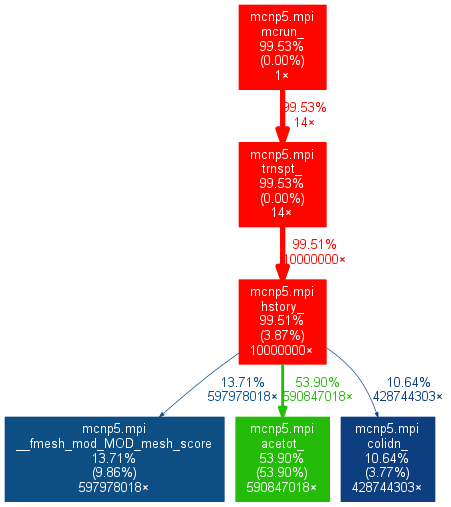 mcnp5.mpi
mcrun_
99.53%
(0.00%)
1×
99.53%
14×
mcnp5.mpi
trnspt_
99.53%
(0.00%)
14×
99.51%
10000000×
mcnp5.mpi
hstory_
99.51%
(3.87%)
10000000×
13.71%
597978018×
53.90%
590847018×
10.64%
428744303×
mcnp5.mpi
__fmesh_mod_MOD_mesh_score
13.71%
(9.86%)
597978018×
mcnp5.mpi
acetot_
53.90%
(53.90%)
590847018×
mcnp5.mpi
colidn_
10.64%
(3.77%)
428744303×